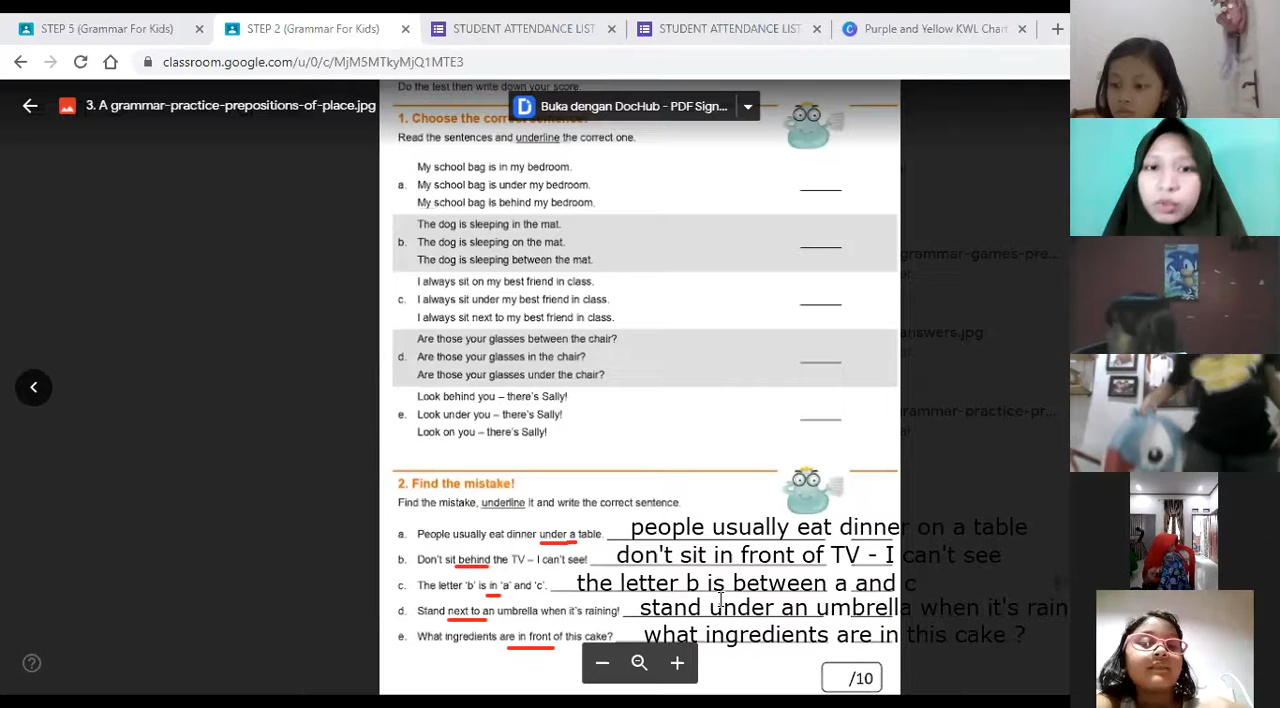 STEP 5 (Grammar For Kids)
STEP 2 (Grammar For Kids)
STUDENT ATTENDANCE LIST
STUDENT ATTENDANCE LIST
Purple and Yellow KWL Chart
classroom.google.com/u/0/c/MjM5MTkyMjQ1MTE3
Do the test then write down your score.
3. A grammar-practice-prepositions-of-place.jpg
Buka dengan DocHub - PDF Sign...
1. Choose the correct sentence!
Read the sentences and underline the correct one.
My school bag is in my bedroom.
a. My school bag is under my bedroom.
My school bag is behind my bedroom.
The dog is sleeping in the mat.
b. The dog is sleeping on the mat.
The dog is sleeping between the mat.
I always sit on my best friend in class.
c. I always sit under my best friend in class.
I always sit next to my best friend in class.
Are those your glasses between the chair?
d. Are those your glasses in the chair?
Are those your glasses under the chair?
Look behind you – there's Sally!
e. Look under you – there's Sally!
Look on you – there's Sally!
grammar-games-pre...
answers.jpg
grammar-practice-pr...
2. Find the mistake!
Find the mistake, underline it and write the correct sentence.
a. People usually eat dinner under a table. people usually eat dinner on a table
b. Don't sit behind the TV – I can't see! don't sit in front of TV - I can't see
c. The letter 'b' is in 'a' and 'c'. the letter b is between a and c
d. Stand next to an umbrella when it's raining! stand under an umbrella when it's rain
e. What ingredients are in front of this cake? what ingredients are in this cake ?
/10